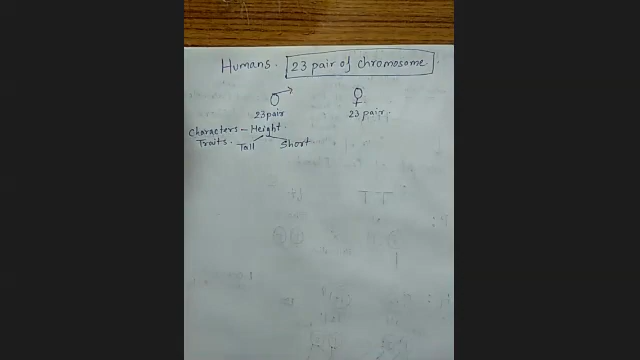 Humans. 23 pair of chromosome.
23 pair 23 pair.
Characters - Height.
Traits. Tall Short